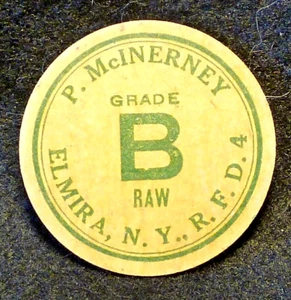 P. McINERNEY
GRADE
B
RAW
ELMIRA, N. Y., R. F. D. 4